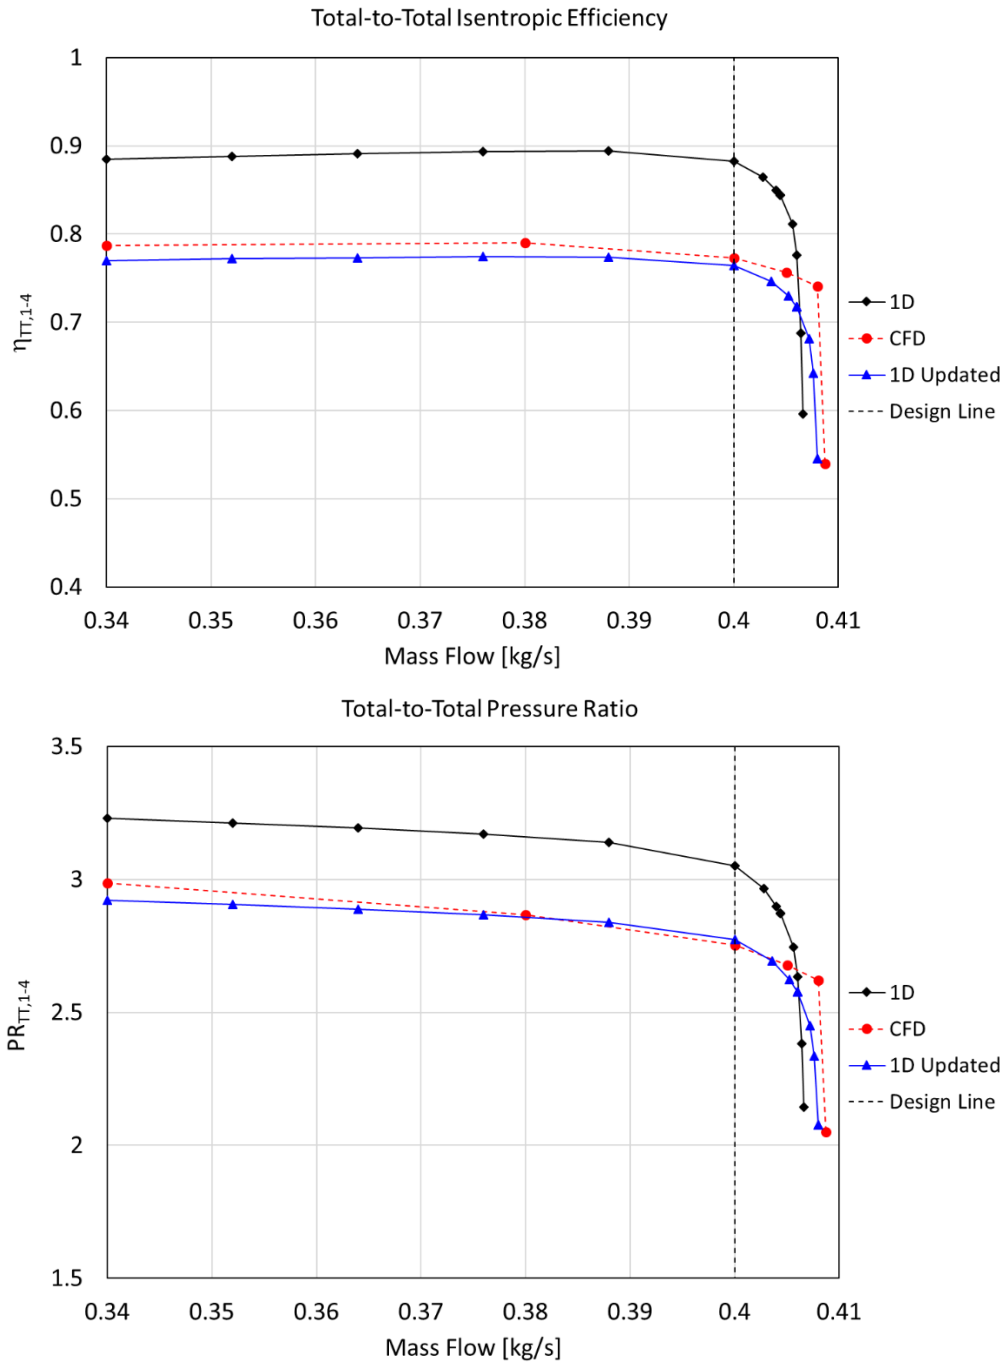 Total-to-Total Isentropic Efficiency
1
0.9
0.8
0.7
0.6
0.5
0.4
ηTT,1-4
0.34 0.35 0.36 0.37 0.38 0.39 0.4 0.41
Mass Flow [kg/s]
1D
CFD
1D Updated
Design Line
Total-to-Total Pressure Ratio
3.5
3
2.5
2
1.5
PRTT,1-4
0.34 0.35 0.36 0.37 0.38 0.39 0.4 0.41
Mass Flow [kg/s]
1D
CFD
1D Updated
Design Line